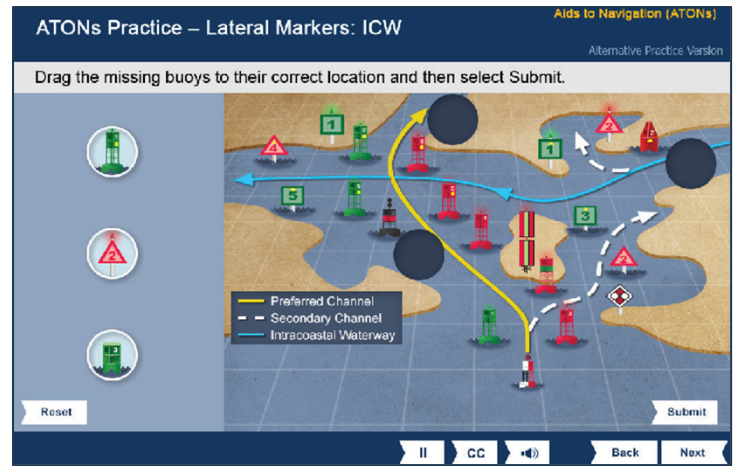 Aids to Navigation (ATONs)
ATONs Practice – Lateral Markers: ICW
Alternative Practice Version
Drag the missing buoys to their correct location and then select Submit.
1
2
2
4
1
5
3
2
2
Preferred Channel
Secondary Channel
Intracoastal Waterway
3
Reset
Submit
CC
Back
Next